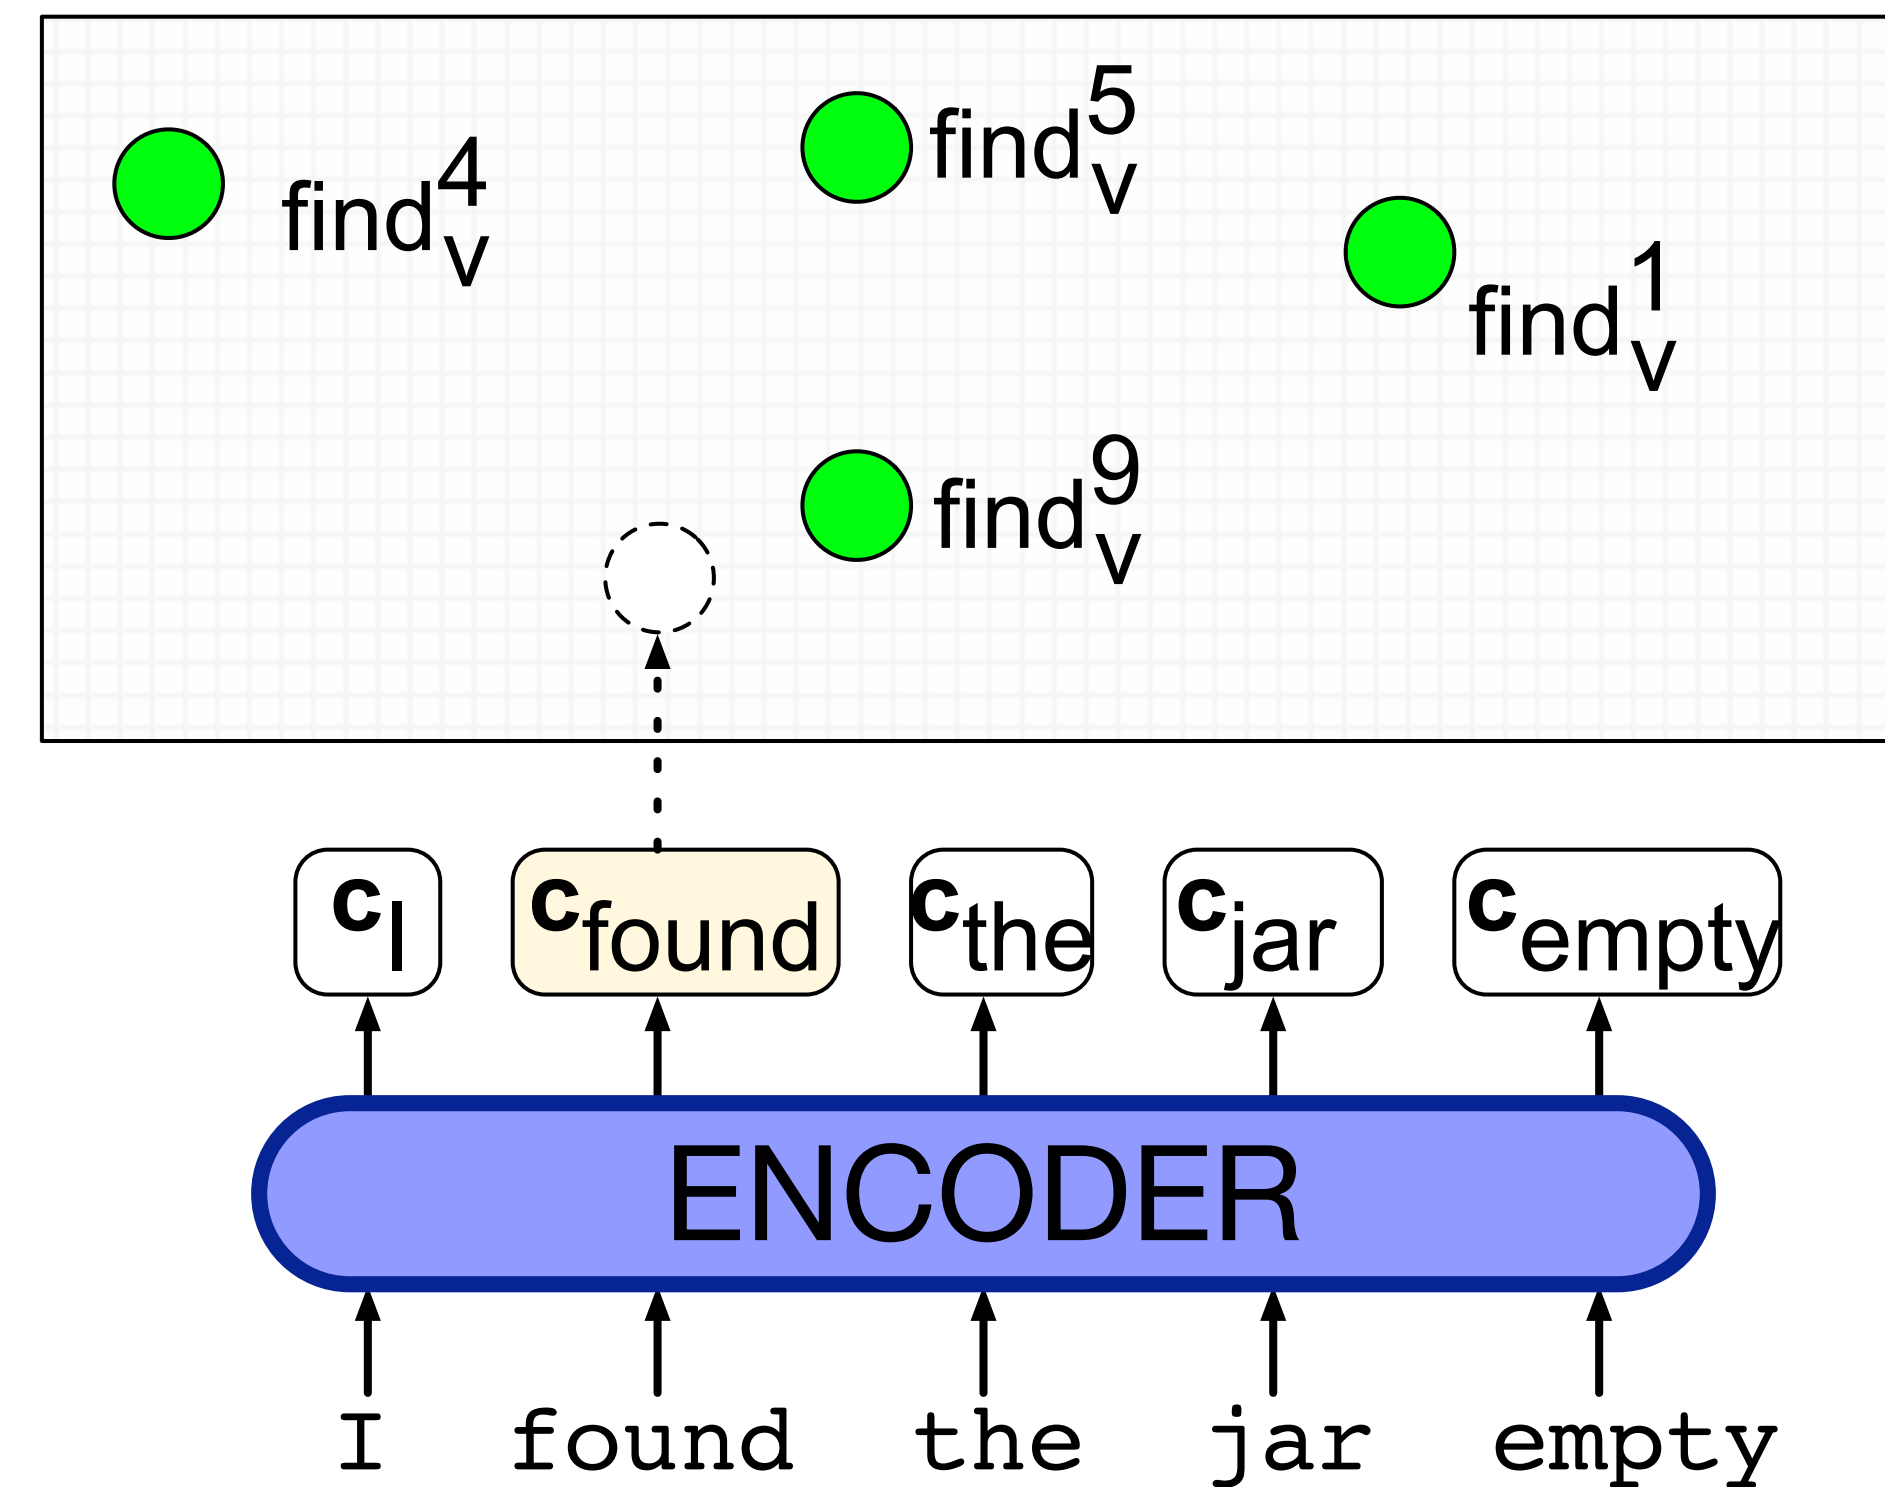 find⁵ᵥ
find⁴ᵥ
find¹ᵥ
find⁹ᵥ
c_I c_found c_the c_jar c_empty
ENCODER
I found the jar empty